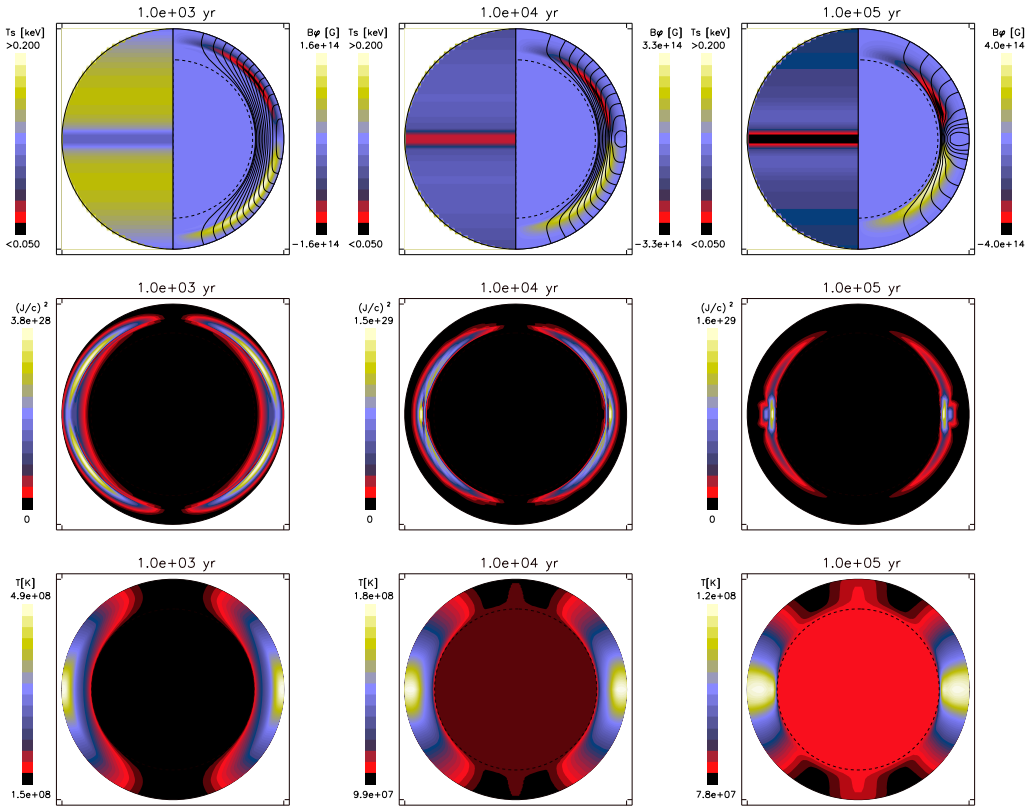 1.0e+03 yr 1.0e+04 yr 1.0e+05 yr
Ts [keV] Bφ [G] Ts [keV] Bφ [G] Ts [keV] Bφ [G]
>0.200 1.6e+14 >0.200 3.3e+14 >0.200 4.0e+14
<0.050 −1.6e+14 <0.050 −3.3e+14 <0.050 −4.0e+14
1.0e+03 yr 1.0e+04 yr 1.0e+05 yr
(J/c)² (J/c)² (J/c)²
3.8e+28 1.5e+29 1.6e+29
0 0 0
1.0e+03 yr 1.0e+04 yr 1.0e+05 yr
T[K] T[K] T[K]
4.9e+08 1.8e+08 1.2e+08
1.5e+08 9.9e+07 7.8e+07